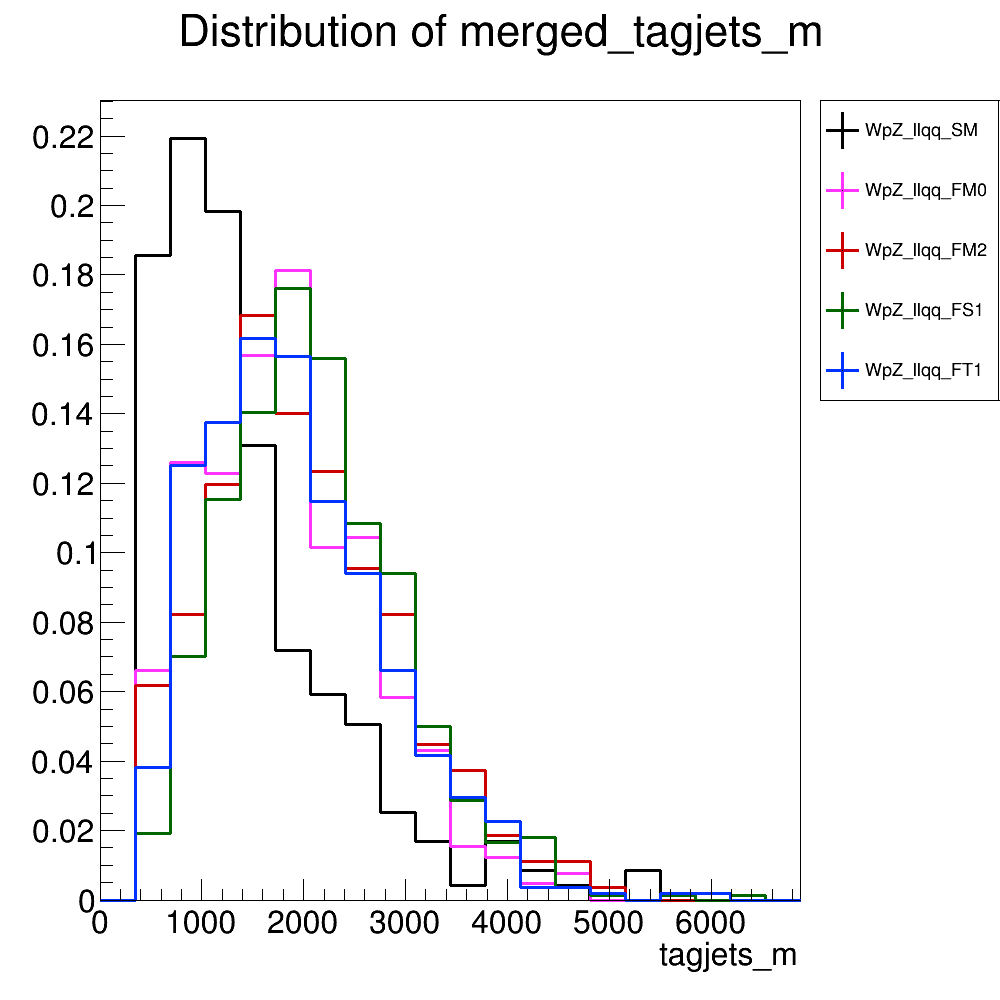 Distribution of merged_tagjets_m
WpZ_llqq_SM
WpZ_llqq_FM0
WpZ_llqq_FM2
WpZ_llqq_FS1
WpZ_llqq_FT1
0.22
0.2
0.18
0.16
0.14
0.12
0.1
0.08
0.06
0.04
0.02
0
0 1000 2000 3000 4000 5000 6000
tagjets_m